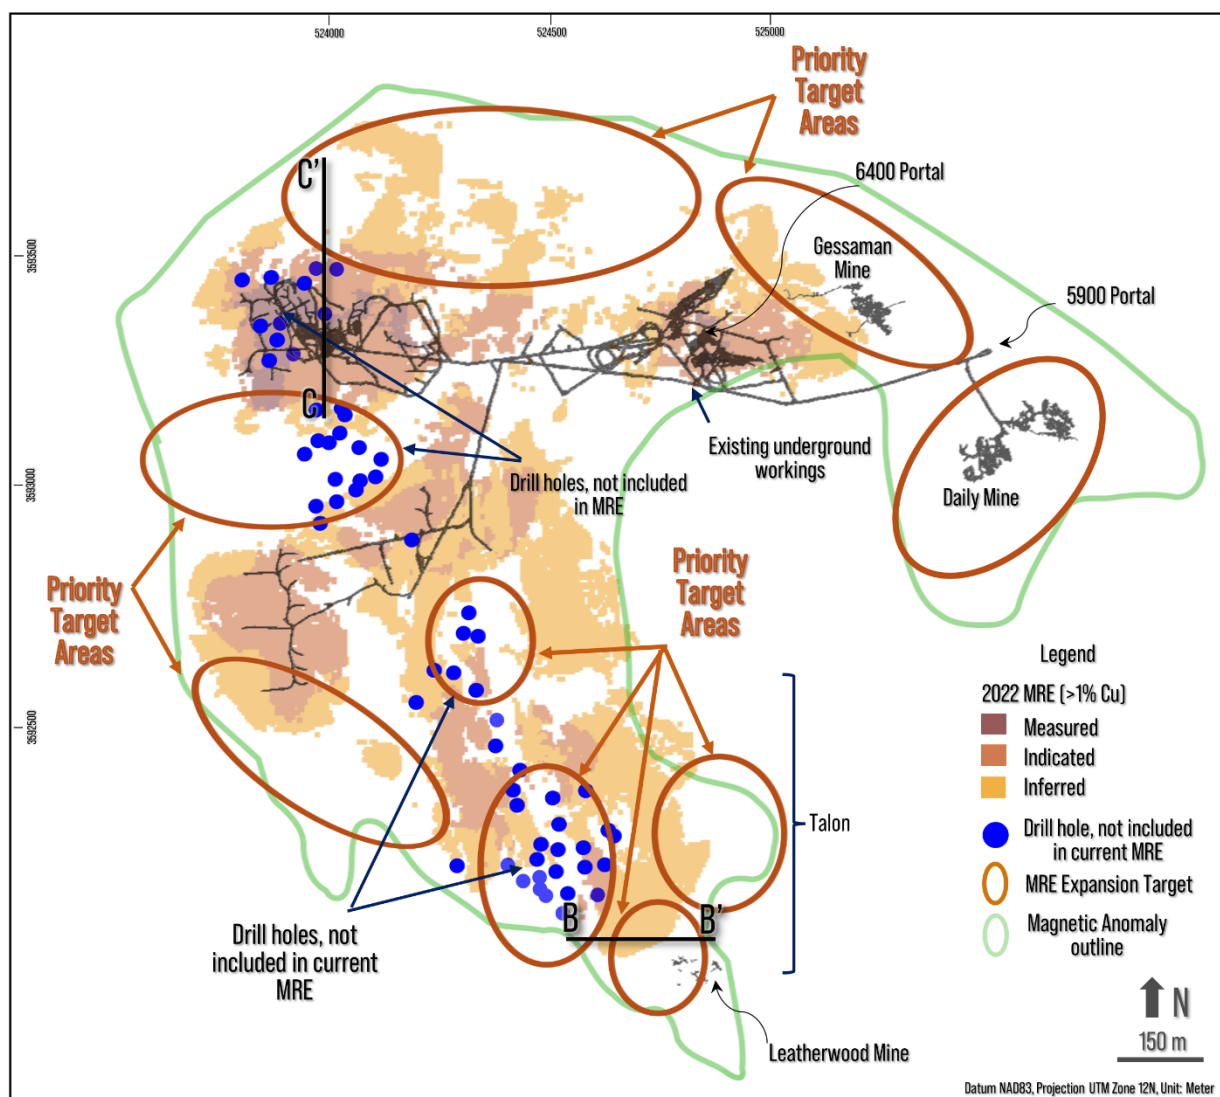 524000
524500
525000
Priority
Target
Areas
6400 Portal
C’
Gessaman
Mine
3593500
5900 Portal
C
Existing underground
workings
Drill holes, not included
in MRE
Daily Mine
3593000
Priority
Target
Areas
Priority
Target
Areas
Legend
2022 MRE (>1% Cu)
Measured
Indicated
Inferred
3592500
Talon
Drill hole, not included
in current MRE
MRE Expansion Target
Magnetic Anomaly
outline
B
B’
Drill holes, not
included in current
MRE
N
150 m
Leatherwood Mine
Datum NAD83, Projection UTM Zone 12N, Unit: Meter